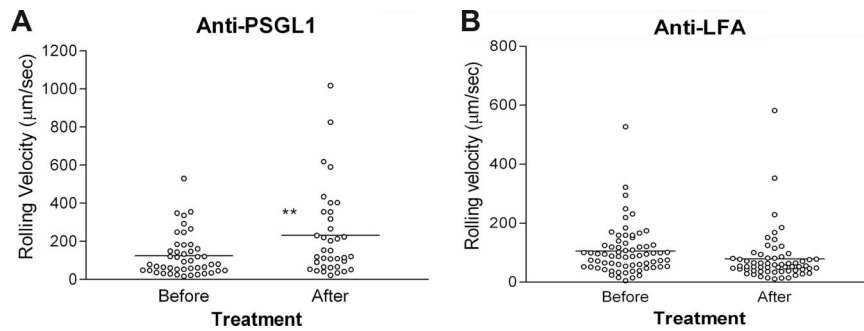 A
Anti-PSGL1
Rolling Velocity (μm/sec)
1200
1000
800
600
400
200
0
**
Before
After
Treatment
B
Anti-LFA
Rolling velocity (μm/sec)
800
600
400
200
0
Before
After
Treatment